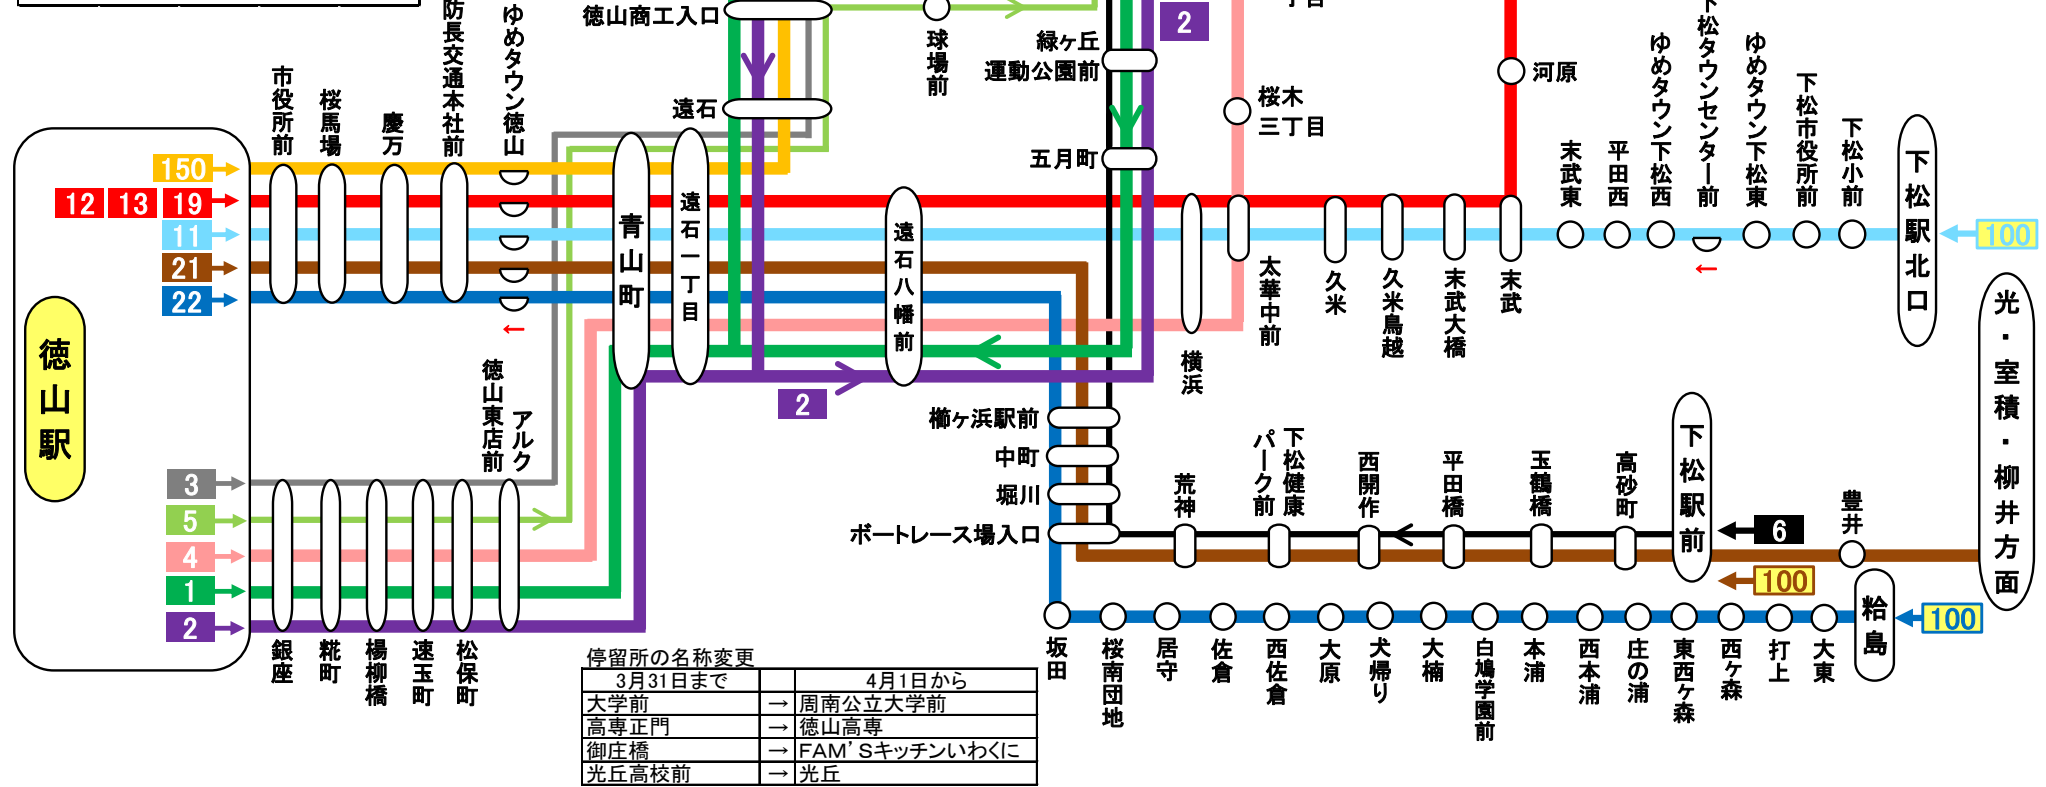 徳山商工入口
球場前
緑ヶ丘
運動公園前
2
丁目
桜木
三丁目
河原
遠石
五月町
市役所前
桜馬場
慶万
防長交通本社前
ゆめタウン徳山
末武東
平田西
ゆめタウン下松西
下松タウンセンター前
ゆめタウン下松東
下松市役所前
下松小前
下松駅北口
100
150
12 13 19
11
21
22
←
青山町
遠石一丁目
遠石八幡前
横浜
太華中前
久米
久米鳥越
末武大橋
末武
←
光・室積・柳井方面
徳山駅
徳山東店前
アルク
2
櫛ヶ浜駅前
中町
堀川
ボートレース場入口
荒神
下松健康
パーク前
西開作
平田橋
玉鶴橋
高砂町
下松駅前
6
100
豊井
3
5
4
1
2
銀座
糀町
楊柳橋
速玉町
松保町
坂田
桜南団地
居守
佐倉
西佐倉
大原
犬帰り
大楠
白鳩学園前
本浦
西本浦
庄の浦
東西ヶ森
西ヶ森
打上
大東
粭島
100
停留所の名称変更
3月31日まで 4月1日から
大学前 → 周南公立大学前
高専正門 → 徳山高専
御庄橋 → FAM'Sキッチンいわくに
光丘高校前 → 光丘